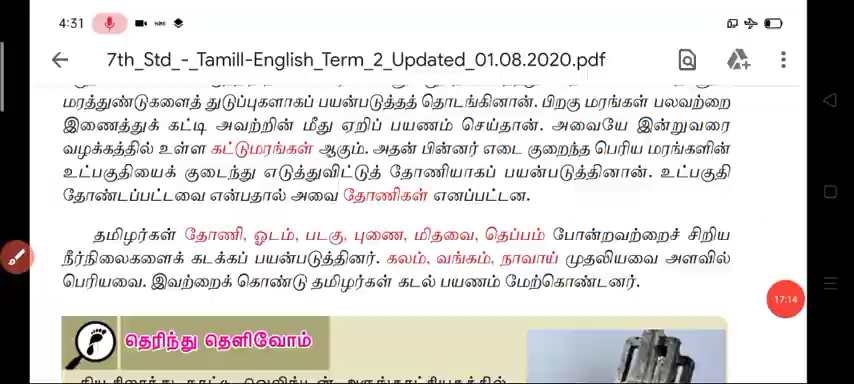 4:31
7th_Std_-_Tamill-English_Term_2_Updated_01.08.2020.pdf
மரத்துண்டுகளைத் துடுப்புகளாகப் பயன்படுத்தத் தொடங்கினான். பிறகு மரங்கள் பலவற்றை
இணைத்துக் கட்டி அவற்றின் மீது ஏறிப் பயணம் செய்தான். அவையே இன்றுவரை
வழக்கத்தில் உள்ள கட்டுமரங்கள் ஆகும். அதன் பின்னர் எடை குறைந்த பெரிய மரங்களின்
உட்பகுதியைக் குடைந்து எடுத்துவிட்டுத் தோணியாகப் பயன்படுத்தினான். உட்பகுதி
தோண்டப்பட்டவை என்பதால் அவை தோணிகள் எனப்பட்டன.
தமிழர்கள் தோணி, ஓடம், படகு, புணை, மிதவை, தெப்பம் போன்றவற்றைச் சிறிய
நீர்நிலைகளைக் கடக்கப் பயன்படுத்தினர். கலம், வங்கம், நாவாய் முதலியவை அளவில்
பெரியவை. இவற்றைக் கொண்டு தமிழர்கள் கடல் பயணம் மேற்கொண்டனர்.
17:14
தெரிந்து தெளிவோம்